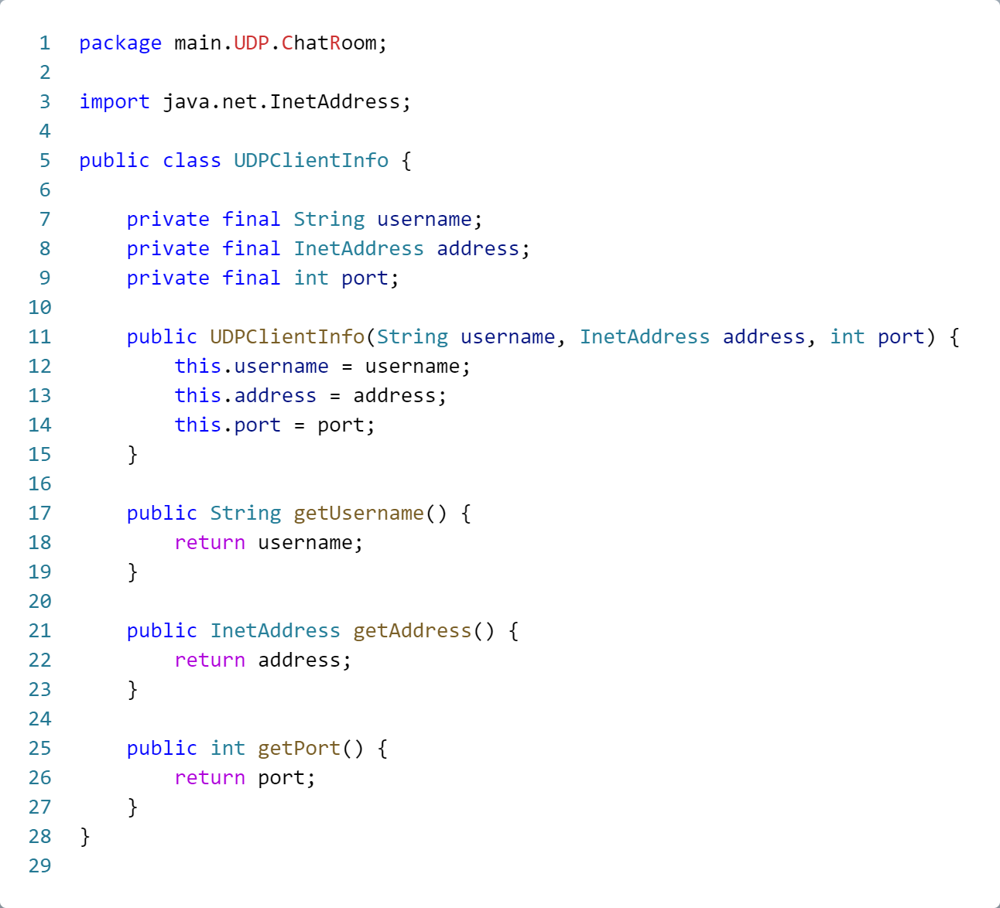 1 package main.UDP.ChatRoom;
2
3 import java.net.InetAddress;
4
5 public class UDPClientInfo {
6
7     private final String username;
8     private final InetAddress address;
9     private final int port;
10
11     public UDPClientInfo(String username, InetAddress address, int port) {
12         this.username = username;
13         this.address = address;
14         this.port = port;
15     }
16
17     public String getUsername() {
18         return username;
19     }
20
21     public InetAddress getAddress() {
22         return address;
23     }
24
25     public int getPort() {
26         return port;
27     }
28 }
29